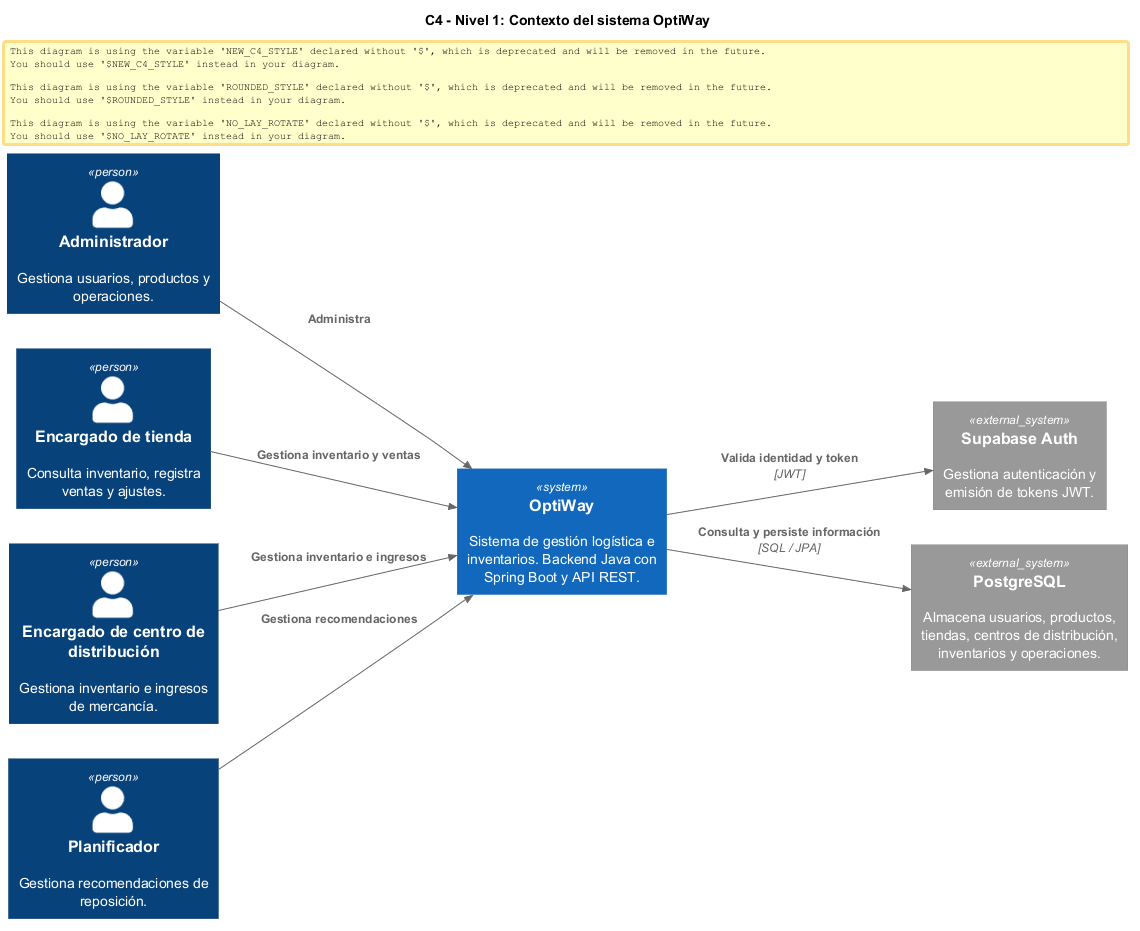 C4 - Nivel 1: Contexto del sistema OptiWay
This diagram is using the variable 'NEW_C4_STYLE' declared without '$', which is deprecated and will be removed in the future.
You should use '$NEW_C4_STYLE' instead in your diagram.
This diagram is using the variable 'ROUNDED_STYLE' declared without '$', which is deprecated and will be removed in the future.
You should use '$ROUNDED_STYLE' instead in your diagram.
This diagram is using the variable 'NO_LAY_ROTATE' declared without '$', which is deprecated and will be removed in the future.
You should use '$NO_LAY_ROTATE' instead in your diagram.
«person»
Administrador
Gestiona usuarios, productos y
operaciones.
Administra
«person»
Encargado de tienda
Consulta inventario, registra
ventas y ajustes.
Gestiona inventario y ventas
«person»
Encargado de centro de
distribución
Gestiona inventario e ingresos
de mercancía.
Gestiona inventario e ingresos
«person»
Planificador
Gestiona recomendaciones de
reposición.
Gestiona recomendaciones
«system»
OptiWay
Sistema de gestión logística e
inventarios. Backend Java con
Spring Boot y API REST.
Valida identidad y token
[JWT]
Consulta y persiste información
[SQL / JPA]
«external_system»
Supabase Auth
Gestiona autenticación y
emisión de tokens JWT.
«external_system»
PostgreSQL
Almacena usuarios, productos,
tiendas, centros de distribución,
inventarios y operaciones.